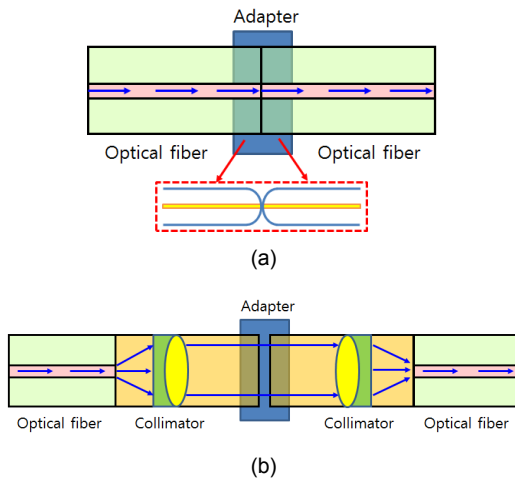 Adapter
Optical fiber Optical fiber
(a)
Adapter
Optical fiber Collimator Collimator Optical fiber
(b)